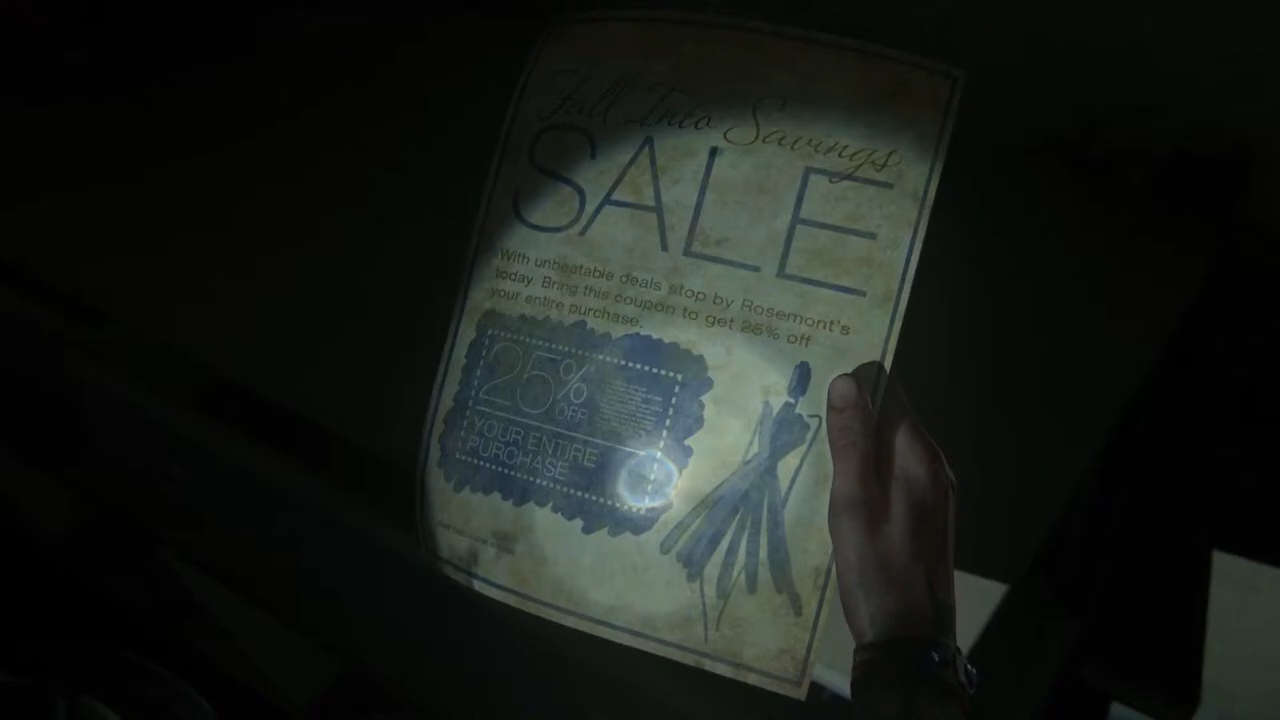 Fall Into Savings
SALE
With unbeatable deals stop by Rosemont's
today. Bring this coupon to get 25% off
your entire purchase.
25%
OFF
YOUR ENTIRE
PURCHASE